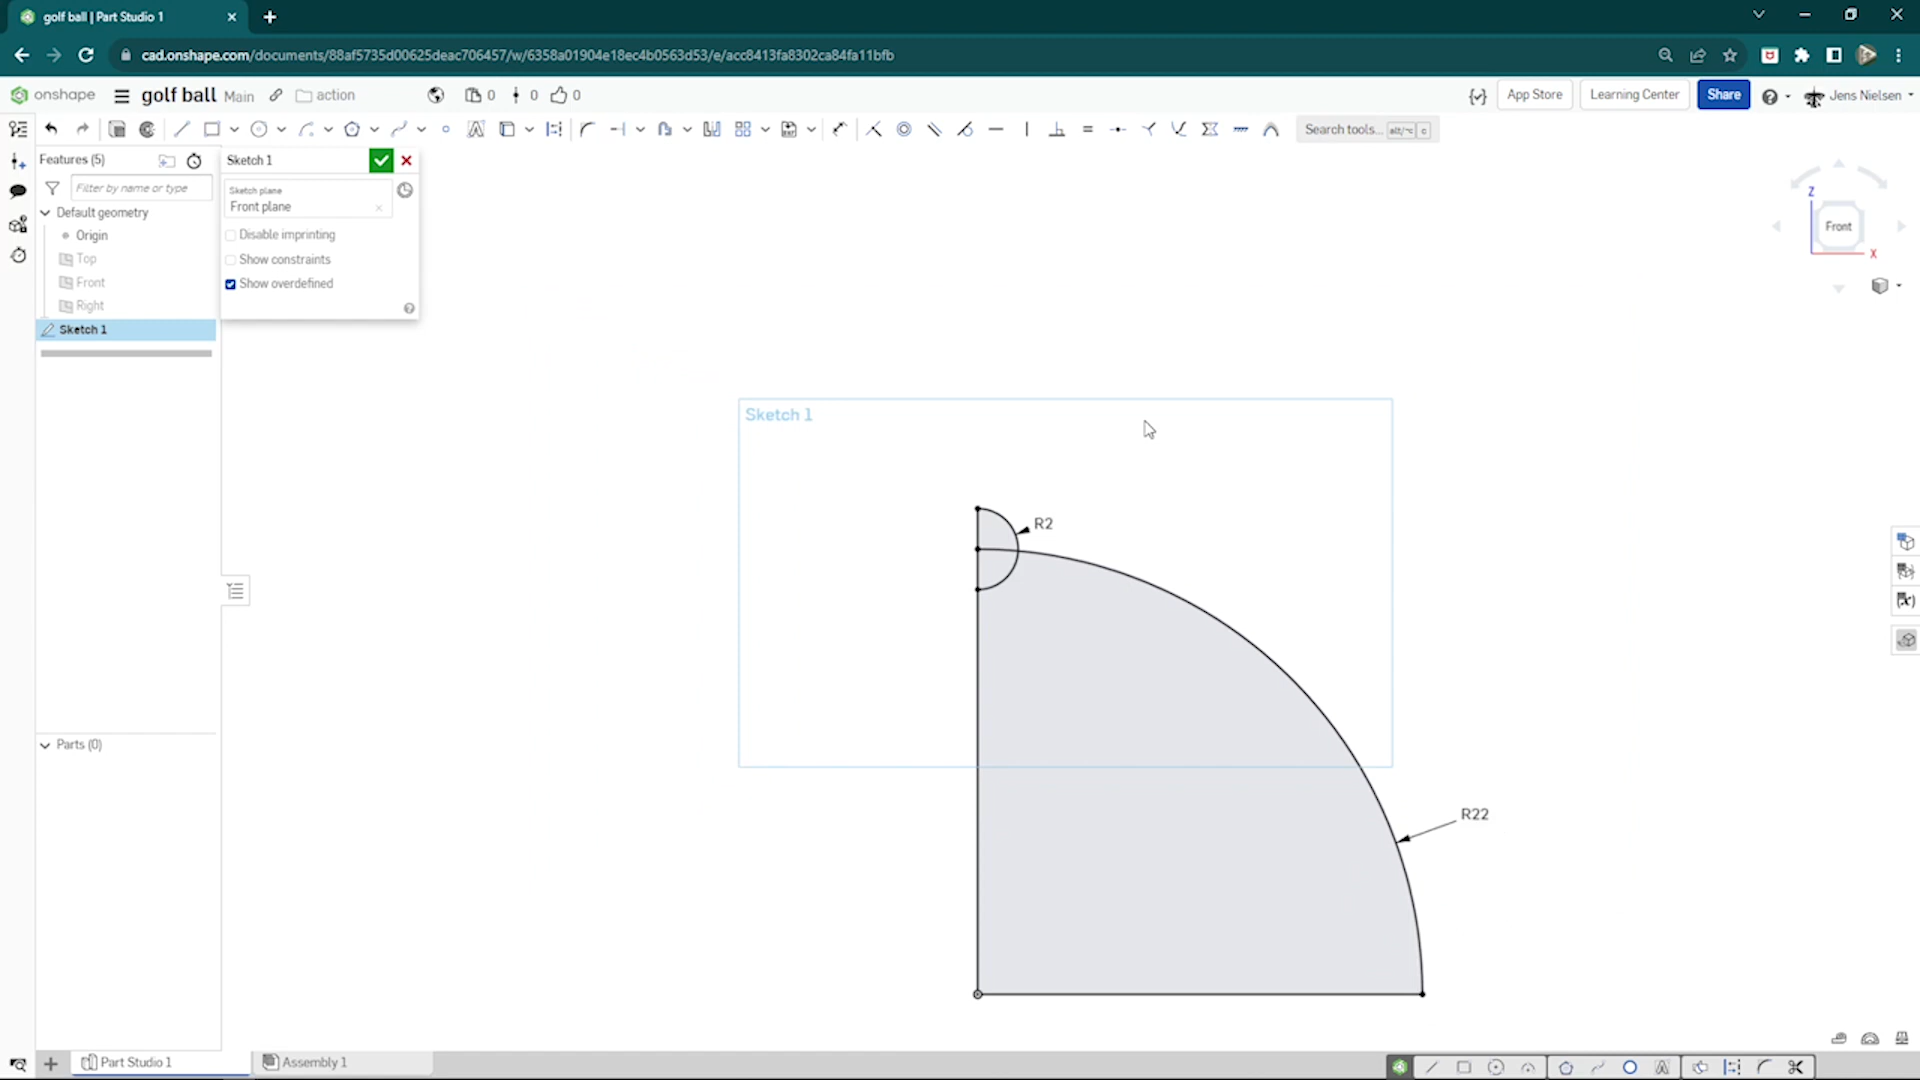 golf ball | Part Studio 1
cad.onshape.com/documents/88af5735d00625deac706457/w/6358a01904e18ec4b0563d53/e/acc8413fa8302ca84fa11bfb
onshape golf ball Main action 0 0 0 App Store Learning Center Share Jens Nielsen
Search tools... alt/⌥ c
Features (5)
Filter by name or type
Default geometry
Origin
Top
Front
Right
Sketch 1
Parts (0)
Sketch 1
Sketch plane
Front plane
Disable imprinting
Show constraints
Show overdefined
Z
Front
X
Sketch 1
R2
R22
Part Studio 1
Assembly 1